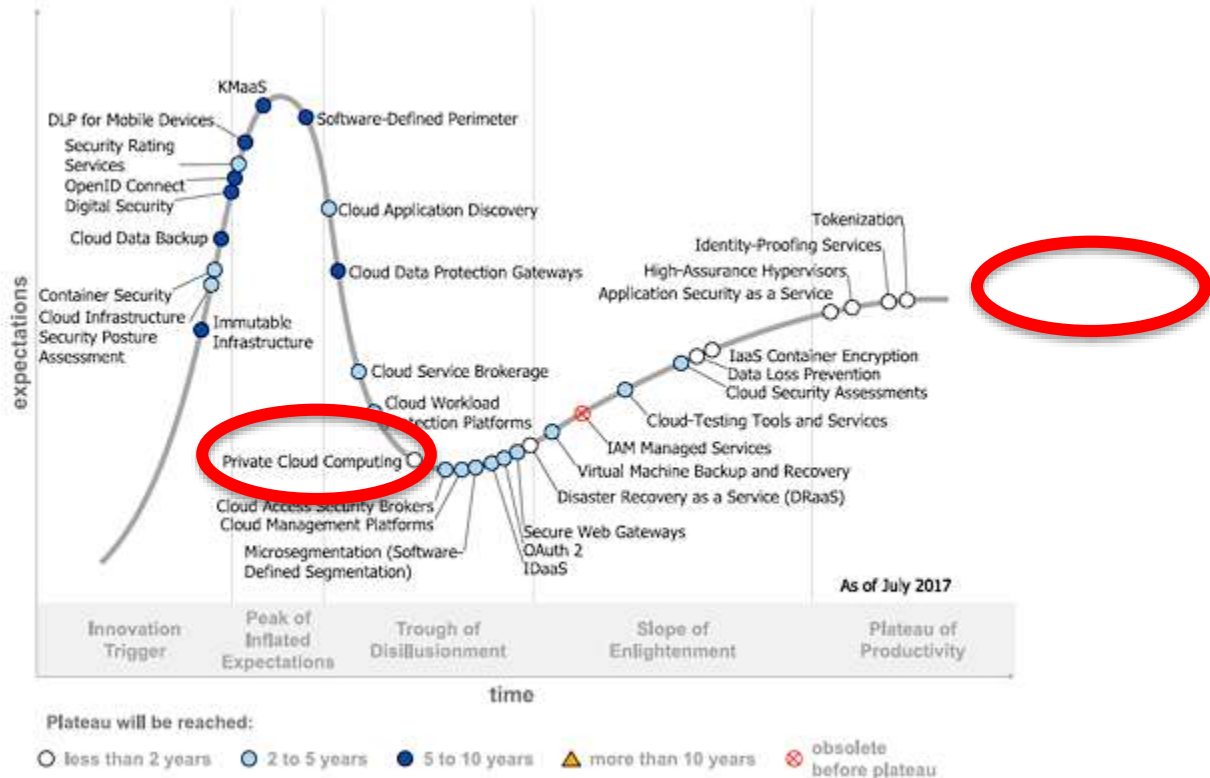 KMaaS
DLP for Mobile Devices
Software-Defined Perimeter
Security Rating
Services
OpenID Connect
Digital Security
Cloud Application Discovery
Tokenization
Cloud Data Backup
Identity-Proofing Services
Cloud Data Protection Gateways
High-Assurance Hypervisors
Container Security
Application Security as a Service
Cloud Infrastructure
Security Posture
Assessment
Immutable
Infrastructure
expectations
IaaS Container Encryption
Data Loss Prevention
Cloud Security Assessments
Cloud Service Brokerage
Cloud Workload
Platforms
Cloud-Testing Tools and Services
IAM Managed Services
Private Cloud Computing
Virtual Machine Backup and Recovery
Disaster Recovery as a Service (DRaaS)
Cloud Access Security Brokers
Cloud Management Platforms
Secure Web Gateways
OAuth 2
IDaaS
Microsegmentation (Software-
Defined Segmentation)
As of July 2017
Innovation
Trigger
Peak of
Inflated
Expectations
Trough of
Disillusionment
Slope of
Enlightenment
Plateau of
Productivity
time
Plateau will be reached:
less than 2 years
2 to 5 years
5 to 10 years
more than 10 years
obsolete
before plateau